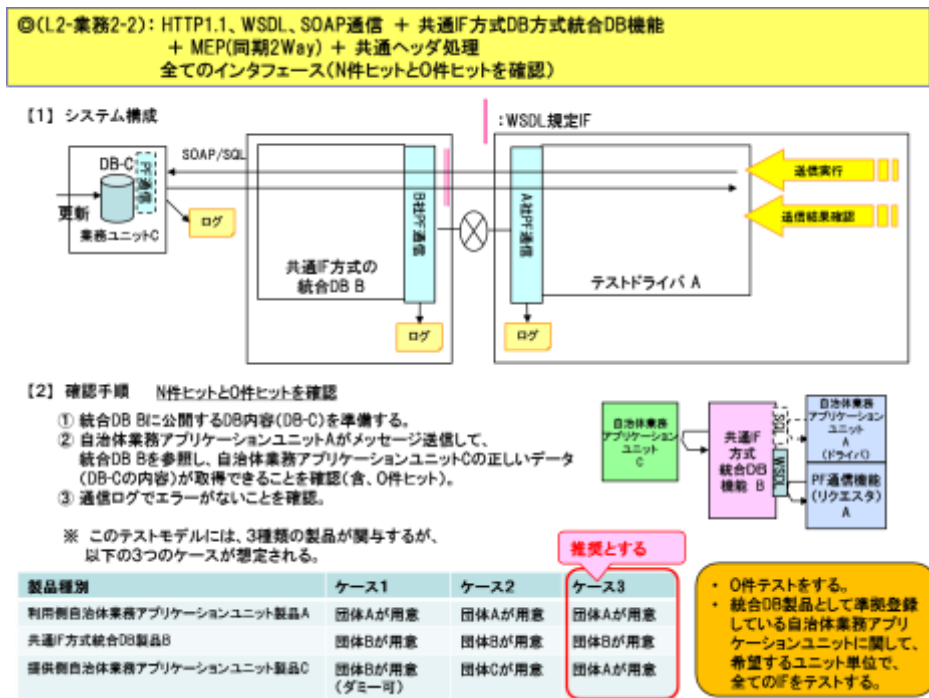 ◎(L2-業務2-2): HTTP1.1、WSDL、SOAP通信 + 共通IF方式DB方式統合DB機能
+ MEP(同期2Way) + 共通ヘッダ処理
全てのインタフェース(N件ヒットと0件ヒットを確認)
【1】 システム構成
:WSDL規定IF
DB-C
PF通信
SOAP/SQL
更新
業務ユニットC
ログ
共通IF方式の
統合DB B
B社PF通信
ログ
A社PF通信
ログ
テストドライバ A
送信実行
送信結果確認
【2】 確認手順 N件ヒットと0件ヒットを確認
① 統合DB Bに公開するDB内容(DB-C)を準備する。
② 自治体業務アプリケーションユニットAがメッセージ送信して、
統合DB Bを参照し、自治体業務アプリケーションユニットCの正しいデータ
(DB-Cの内容)が取得できることを確認(含、0件ヒット)。
③ 通信ログでエラーがないことを確認。
自治体業務
アプリケーション
ユニット
C
共通IF
方式
統合DB
機能 B
SQL
WSDL
自治体業務
アプリケーション
ユニット
A
(ドライバ)
PF通信機能
(リクエスタ)
A
※ このテストモデルには、3種類の製品が関与するが、
以下の3つのケースが想定される。
推奨とする
製品種別 ケース1 ケース2 ケース3
利用側自治体業務アプリケーションユニット製品A 団体Aが用意 団体Aが用意 団体Aが用意
共通IF方式統合DB製品B 団体Bが用意 団体Bが用意 団体Bが用意
提供側自治体業務アプリケーションユニット製品C 団体Bが用意 団体Cが用意 団体Aが用意
(ダミー可)
・ 0件テストをする。
・ 統合DB製品として準拠登録
している自治体業務アプリ
ケーションユニットに関して、
希望するユニット単位で、
全てのIFをテストする。